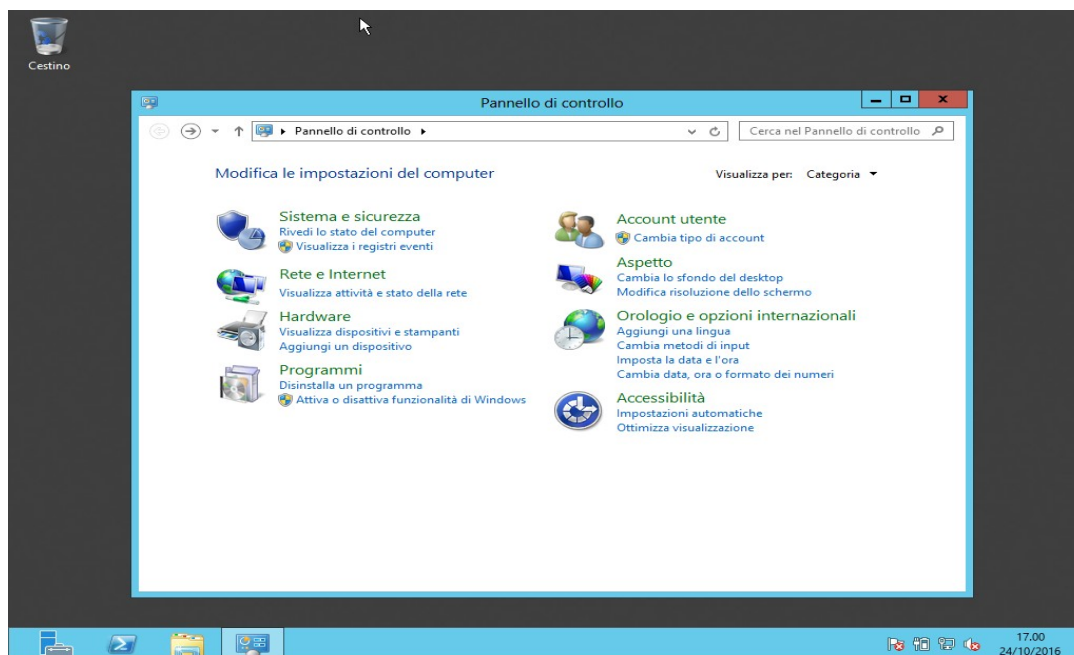 Cestino
Pannello di controllo
Pannello di controllo
Cerca nel Pannello di controllo
Modifica le impostazioni del computer
Visualizza per: Categoria
Sistema e sicurezza
Rivedi lo stato del computer
Visualizza i registri eventi
Rete e Internet
Visualizza attività e stato della rete
Hardware
Visualizza dispositivi e stampanti
Aggiungi un dispositivo
Programmi
Disinstalla un programma
Attiva o disattiva funzionalità di Windows
Account utente
Cambia tipo di account
Aspetto
Cambia lo sfondo del desktop
Modifica risoluzione dello schermo
Orologio e opzioni internazionali
Aggiungi una lingua
Cambia metodi di input
Imposta la data e l'ora
Cambia data, ora o formato dei numeri
Accessibilità
Impostazioni automatiche
Ottimizza visualizzazione
17.00
24/10/2016